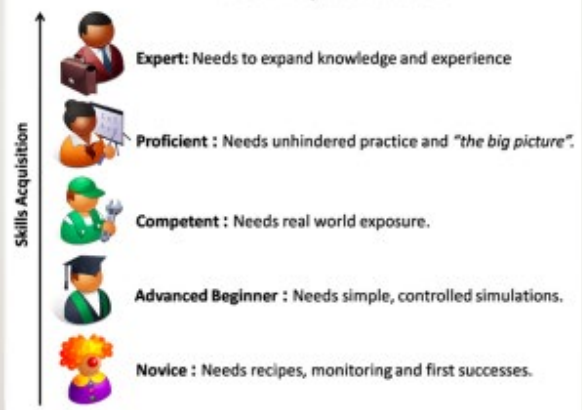 Expert: Needs to expand knowledge and experience
Proficient : Needs unhindered practice and “the big picture”.
Competent : Needs real world exposure.
Advanced Beginner : Needs simple, controlled simulations.
Novice : Needs recipes, monitoring and first successes.
Skills Acquisition